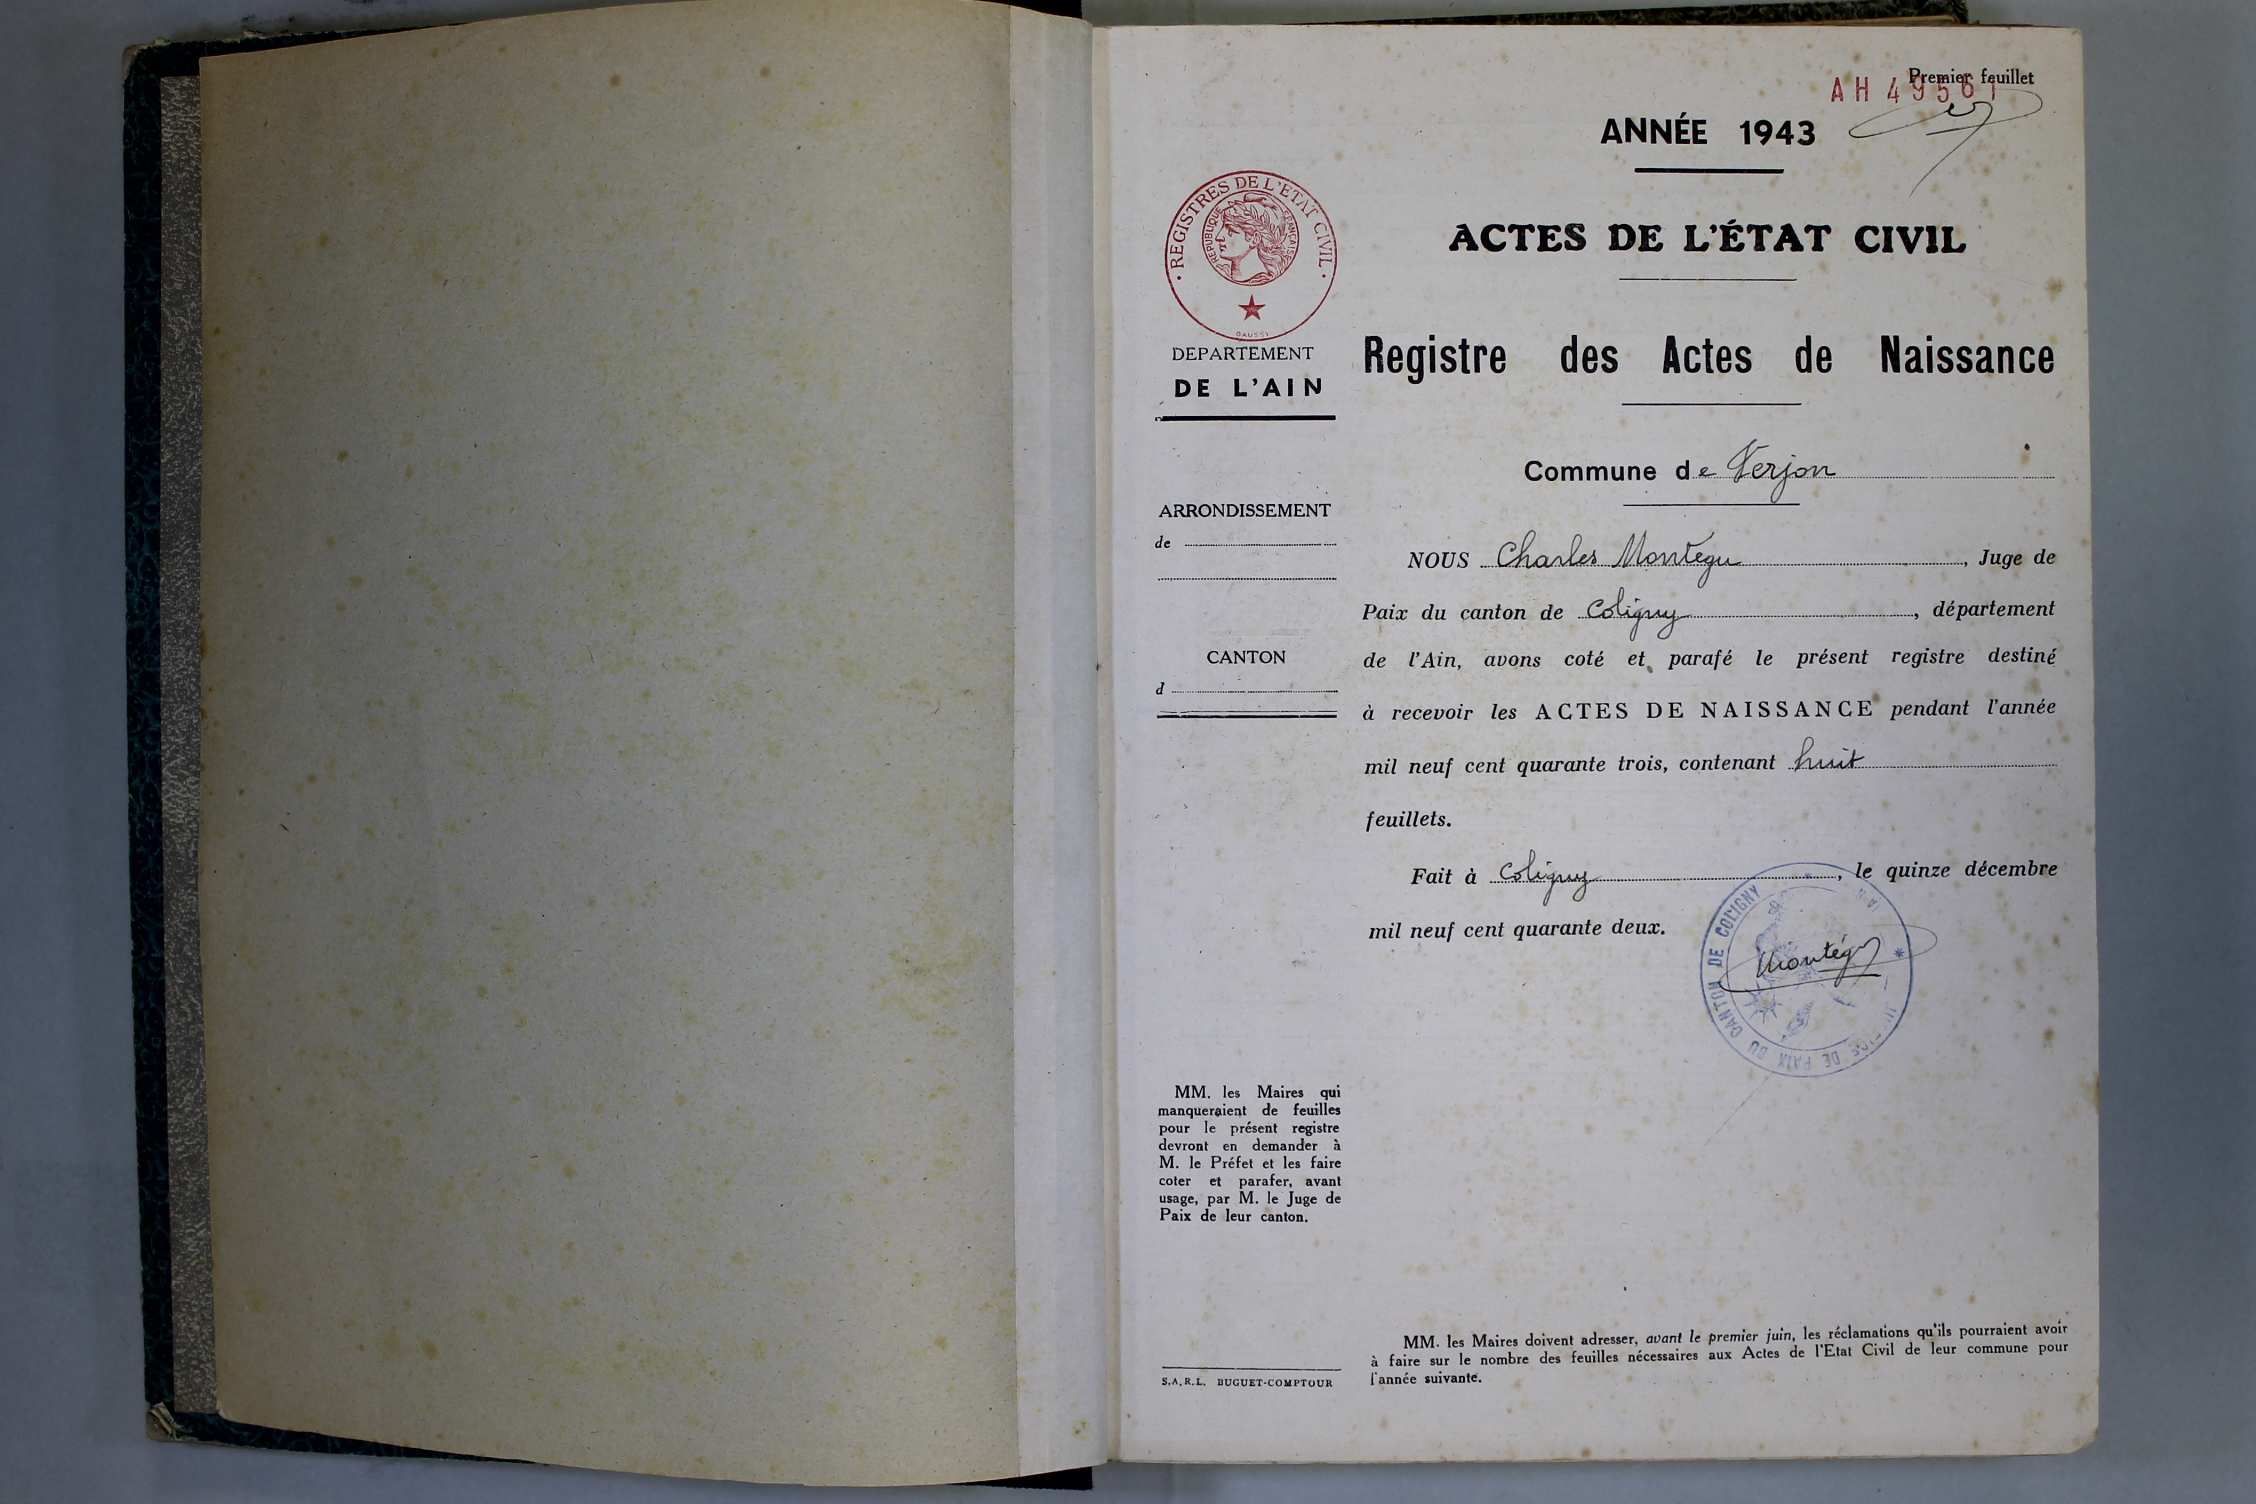 Premier feuillet
AH 49561
ANNÉE 1943
ACTES DE L'ÉTAT CIVIL
Registre des Actes de Naissance
Commune de Verjon
NOUS Charles Montégu, Juge de
Paix du canton de Coligny, département
de l'Ain, avons coté et parafé le présent registre destiné
à recevoir les ACTES DE NAISSANCE pendant l'année
mil neuf cent quarante trois, contenant huit
feuillets.
Fait à Coligny, le quinze décembre
mil neuf cent quarante deux.
Montégu
CANTON DE COLIGNY
DE PAIX DU
REGISTRES DE L'ETAT CIVIL
REPUBLIQUE FRANÇAISE
DEPARTEMENT
DE L'AIN
ARRONDISSEMENT
de
CANTON
d
MM. les Maires qui
manqueraient de feuilles
pour le présent registre
devront en demander à
M. le Préfet et les faire
coter et parafer, avant
usage, par M. le Juge de
Paix de leur canton.
S.A.R.L. BUGUET-COMPTOUR
MM. les Maires doivent adresser, avant le premier juin, les réclamations qu'ils pourraient avoir
à faire sur le nombre des feuilles nécessaires aux Actes de l'Etat Civil de leur commune pour
l'année suivante.